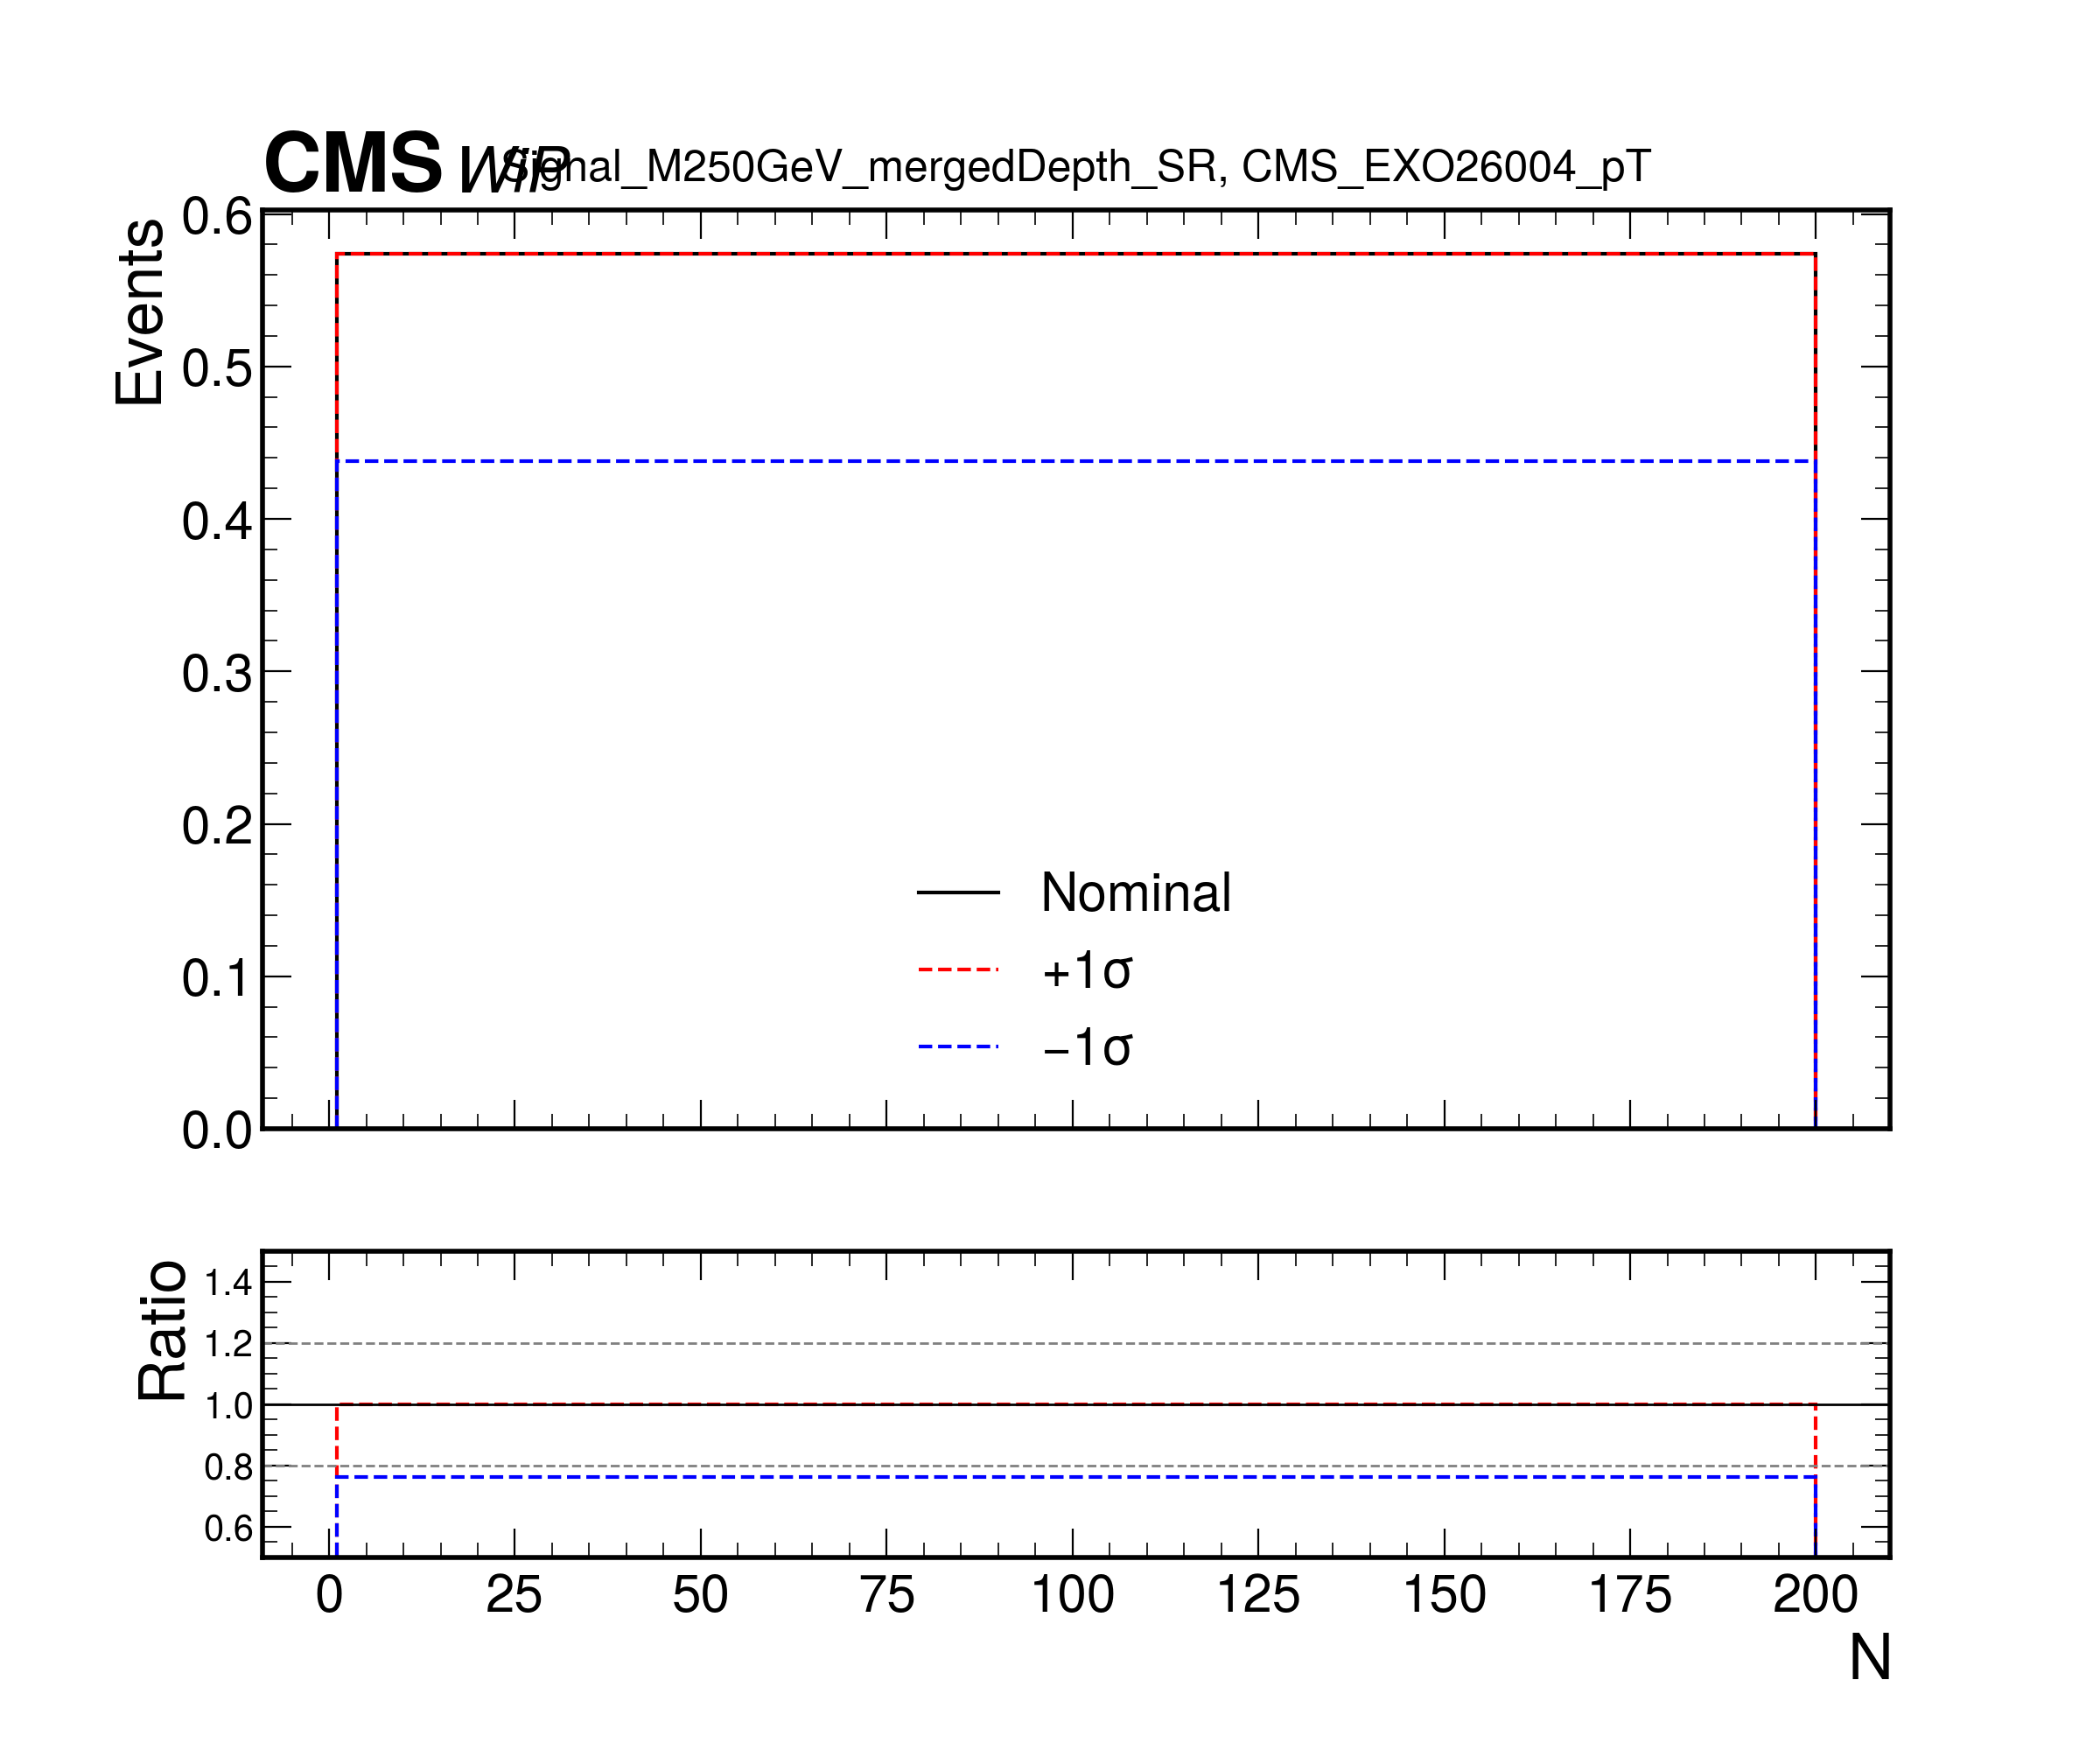 CMS WiP Signal_M250GeV_mergedDepth_SR, CMS_EXO26004_pT
Events
0.6
0.5
0.4
0.3
0.2
0.1
0.0
Nominal
+1σ
−1σ
Ratio
1.4
1.2
1.0
0.8
0.6
0 25 50 75 100 125 150 175 200
N